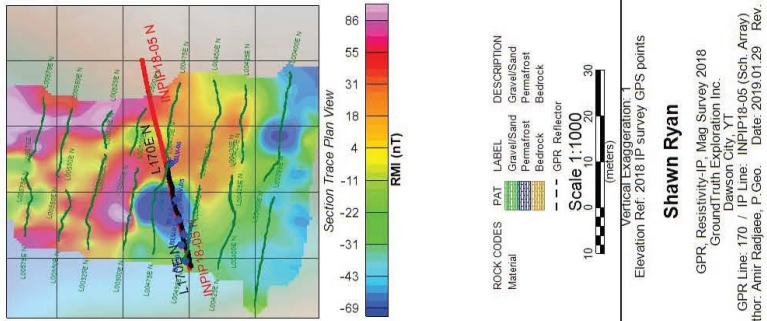 INPIP18-05 N
L170E N
L170E N
INPIP18-05
Section Trace Plan View
86
55
31
18
4
-11
-22
-31
-43
-69
RMI (nT)
ROCK CODES PAT LABEL DESCRIPTION
Material Gravel/Sand Gravel/Sand
Permafrost Permafrost
Bedrock Bedrock
GPR Reflector
Scale 1:1000
10 0 10 20 30
(meters)
Vertical Exaggeration: 1
Elevation Ref: 2018 IP survey GPS points
Shawn Ryan
GPR, Resistivity-IP, Mag Survey 2018
GroundTruth Exploration Inc.
Dawson City, YT
GPR Line: 170 / IP Line: INPIP18-05 (Sch. Array)
thor: Amir Radjaee, P.Geo. Date: 2019.01.29 Rev.